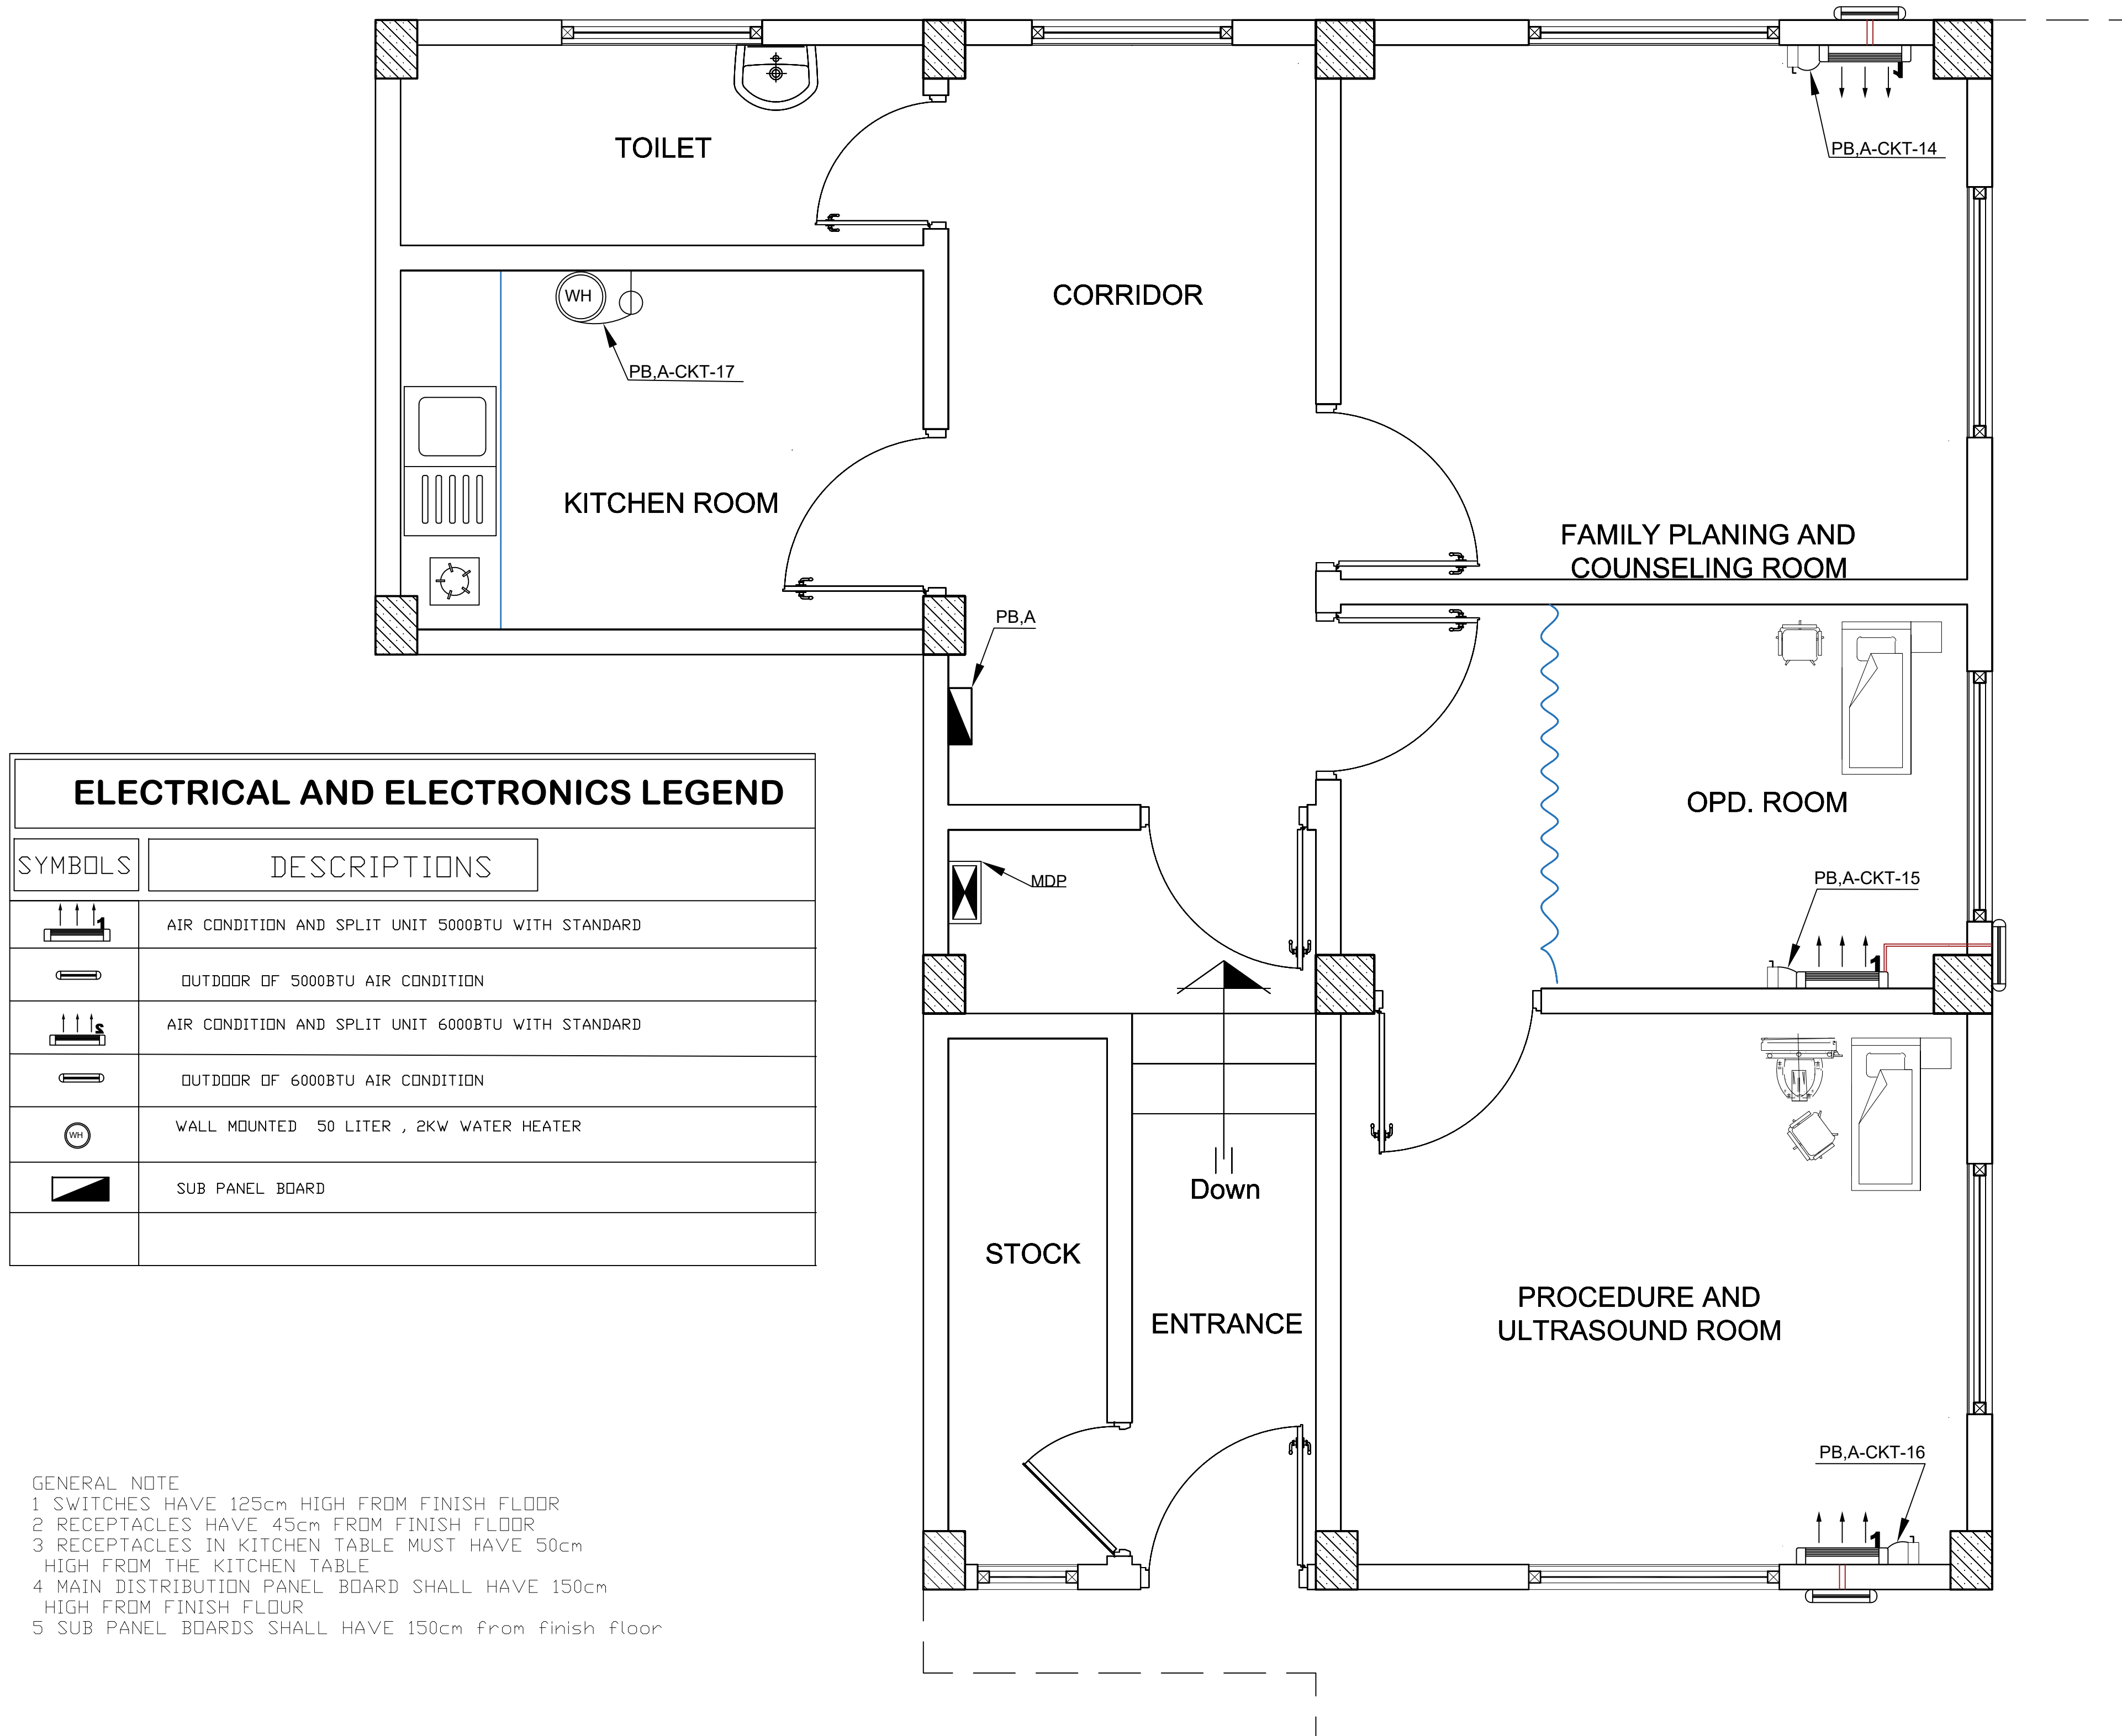 TOILET
CORRIDOR
PB,A-CKT-14
WH
PB,A-CKT-17
KITCHEN ROOM
FAMILY PLANING AND
COUNSELING ROOM
PB,A
OPD. ROOM
PB,A-CKT-15
MDP
Down
STOCK
ENTRANCE
PROCEDURE AND
ULTRASOUND ROOM
PB,A-CKT-16
1
1
1
ELECTRICAL AND ELECTRONICS LEGEND
SYMBOLS DESCRIPTIONS
1 AIR CONDITION AND SPLIT UNIT 5000BTU WITH STANDARD
OUTDOOR OF 5000BTU AIR CONDITION
2 AIR CONDITION AND SPLIT UNIT 6000BTU WITH STANDARD
OUTDOOR OF 6000BTU AIR CONDITION
WH WALL MOUNTED 50 LITER , 2KW WATER HEATER
SUB PANEL BOARD
GENERAL NOTE
1 SWITCHES HAVE 125cm HIGH FROM FINISH FLOOR
2 RECEPTACLES HAVE 45cm FROM FINISH FLOOR
3 RECEPTACLES IN KITCHEN TABLE MUST HAVE 50cm
HIGH FROM THE KITCHEN TABLE
4 MAIN DISTRIBUTION PANEL BOARD SHALL HAVE 150cm
HIGH FROM FINISH FLOUR
5 SUB PANEL BOARDS SHALL HAVE 150cm from finish floor